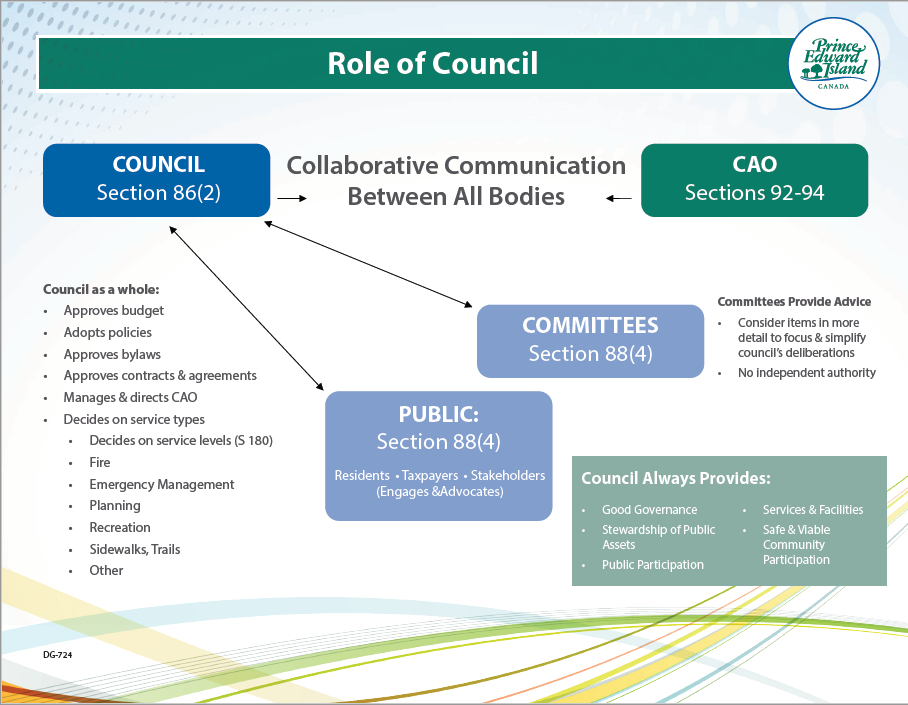 Role of Council
Prince
Edward
Island
CANADA
COUNCIL
Section 86(2)
Collaborative Communication
Between All Bodies
CAO
Sections 92-94
Council as a whole:
• Approves budget
• Adopts policies
• Approves bylaws
• Approves contracts & agreements
• Manages & directs CAO
• Decides on service types
• Decides on service levels (S 180)
• Fire
• Emergency Management
• Planning
• Recreation
• Sidewalks, Trails
• Other
COMMITTEES
Section 88(4)
Committees Provide Advice
• Consider items in more
detail to focus & simplify
council's deliberations
• No independent authority
PUBLIC:
Section 88(4)
Residents • Taxpayers • Stakeholders
(Engages &Advocates)
Council Always Provides:
• Good Governance
• Stewardship of Public
Assets
• Public Participation
• Services & Facilities
• Safe & Viable
Community
Participation
DG-724